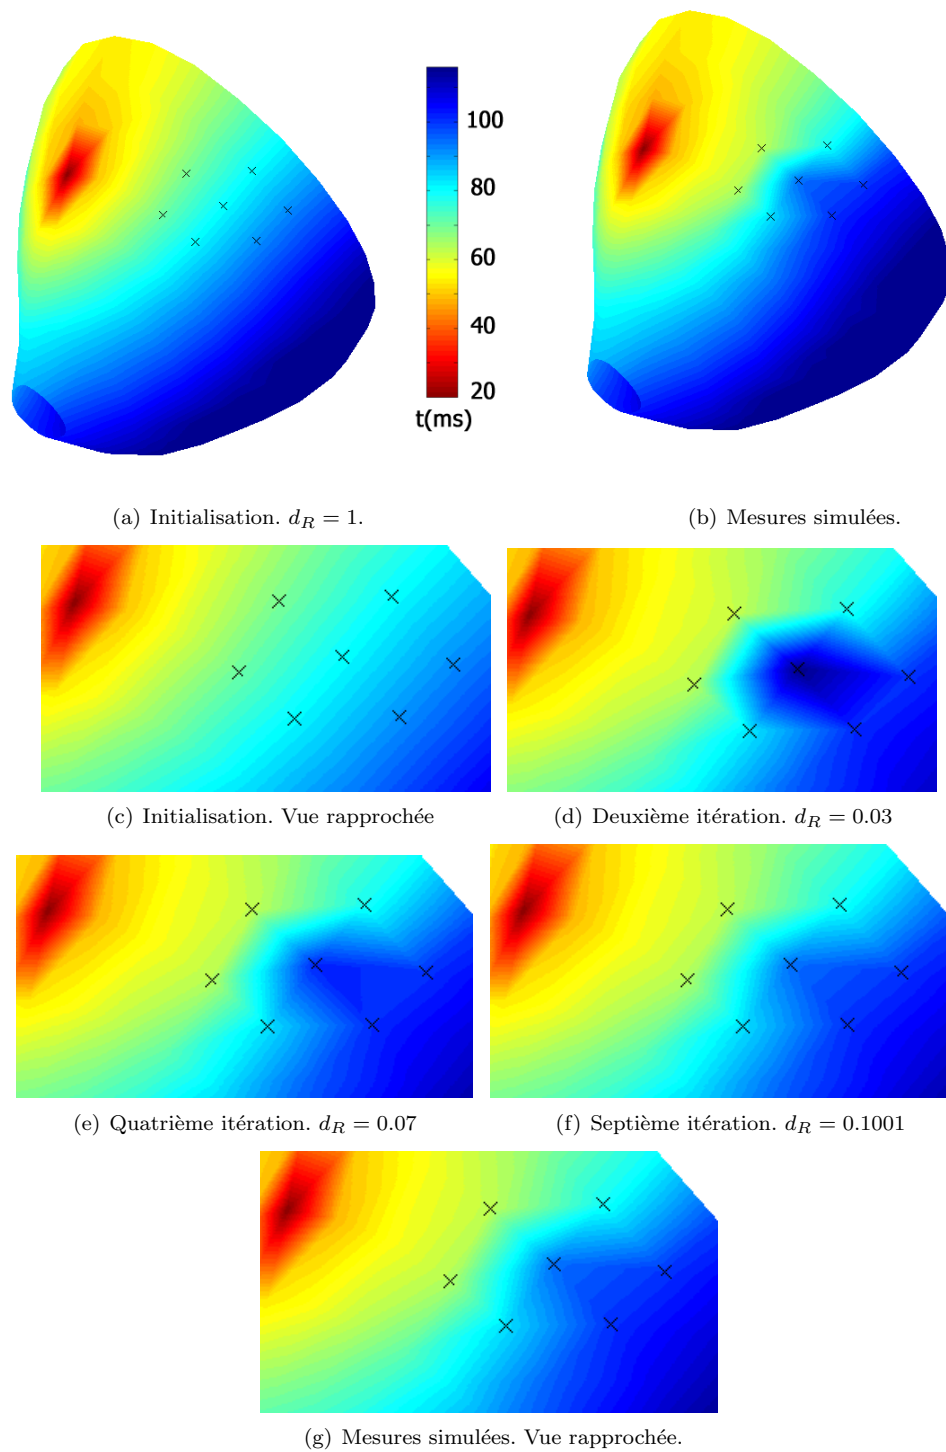 100
80
60
40
20
t(ms)
(a) Initialisation. d_R = 1.
(b) Mesures simulées.
(c) Initialisation. Vue rapprochée
(d) Deuxième itération. d_R = 0.03
(e) Quatrième itération. d_R = 0.07
(f) Septième itération. d_R = 0.1001
(g) Mesures simulées. Vue rapprochée.